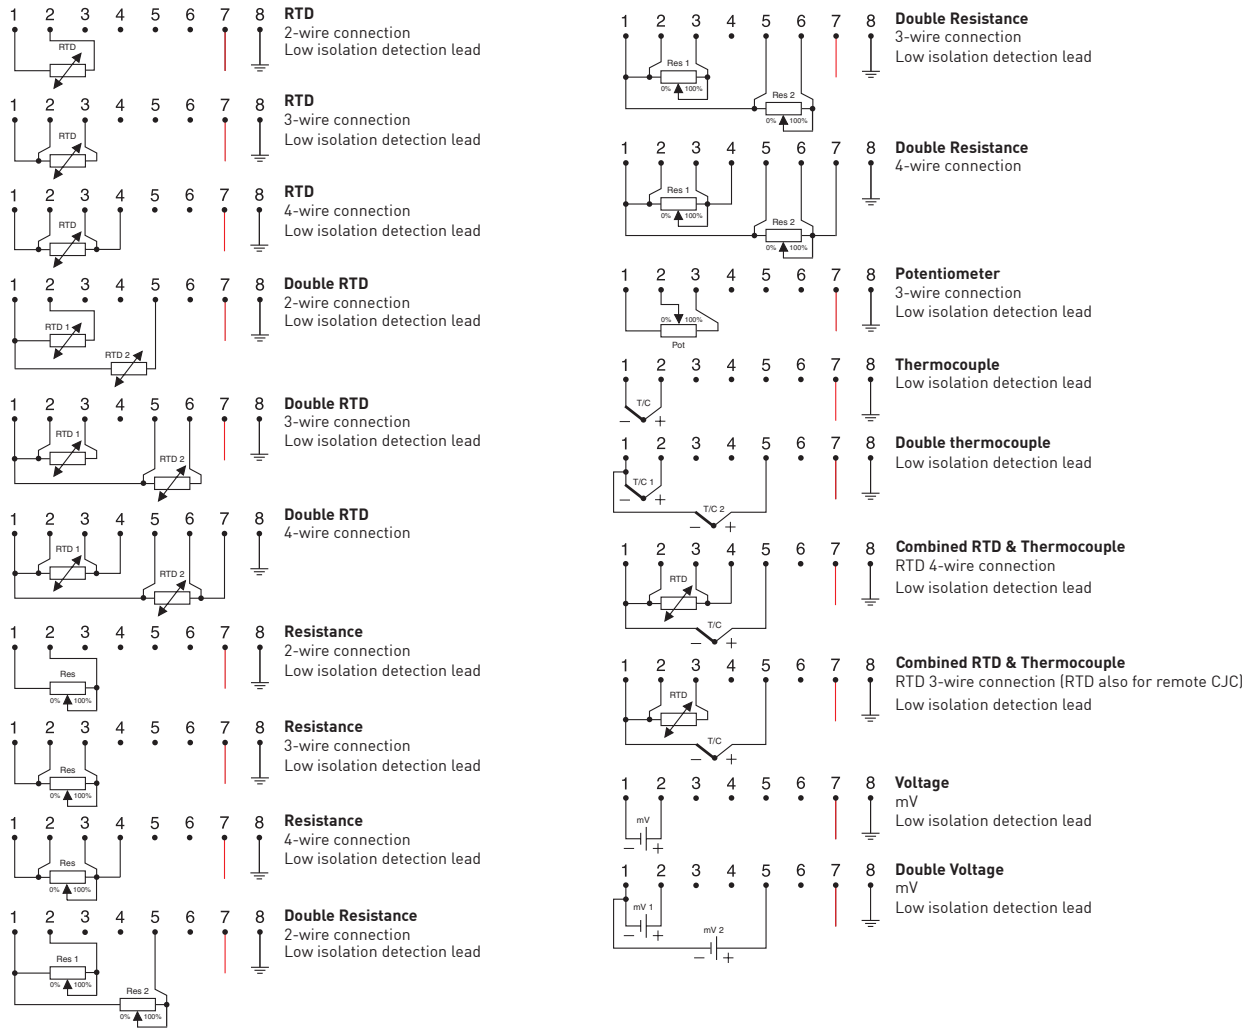 1 2 3 4 5 6 7 8
RTD
2-wire connection
Low isolation detection lead
RTD
1 2 3 4 5 6 7 8
RTD
3-wire connection
Low isolation detection lead
RTD
1 2 3 4 5 6 7 8
RTD
4-wire connection
Low isolation detection lead
RTD
1 2 3 4 5 6 7 8
Double RTD
2-wire connection
Low isolation detection lead
RTD 1
RTD 2
1 2 3 4 5 6 7 8
Double RTD
3-wire connection
Low isolation detection lead
RTD 1
RTD 2
1 2 3 4 5 6 7 8
Double RTD
4-wire connection
RTD 1
RTD 2
1 2 3 4 5 6 7 8
Resistance
2-wire connection
Low isolation detection lead
Res
0% 100%
1 2 3 4 5 6 7 8
Resistance
3-wire connection
Low isolation detection lead
Res
0% 100%
1 2 3 4 5 6 7 8
Resistance
4-wire connection
Low isolation detection lead
Res
0% 100%
1 2 3 4 5 6 7 8
Double Resistance
2-wire connection
Low isolation detection lead
Res 1
0% 100%
Res 2
0% 100%
1 2 3 4 5 6 7 8
Double Resistance
3-wire connection
Low isolation detection lead
Res 1
0% 100%
Res 2
0% 100%
1 2 3 4 5 6 7 8
Double Resistance
4-wire connection
Res 1
0% 100%
Res 2
0% 100%
1 2 3 4 5 6 7 8
Potentiometer
3-wire connection
Low isolation detection lead
0% 100%
Pot
1 2 3 4 5 6 7 8
Thermocouple
Low isolation detection lead
T/C
− +
1 2 3 4 5 6 7 8
Double thermocouple
Low isolation detection lead
T/C 1
− +
T/C 2
− +
1 2 3 4 5 6 7 8
Combined RTD & Thermocouple
RTD 4-wire connection
Low isolation detection lead
RTD
T/C
− +
1 2 3 4 5 6 7 8
Combined RTD & Thermocouple
RTD 3-wire connection (RTD also for remote CJC)
Low isolation detection lead
RTD
T/C
− +
1 2 3 4 5 6 7 8
Voltage
mV
Low isolation detection lead
mV
− +
1 2 3 4 5 6 7 8
Double Voltage
mV
Low isolation detection lead
mV 1
− +
mV 2
− +